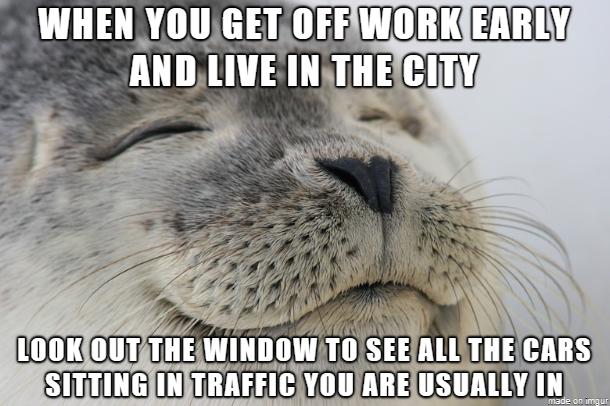 WHEN YOU GET OFF WORK EARLY
AND LIVE IN THE CITY
LOOK OUT THE WINDOW TO SEE ALL THE CARS
SITTING IN TRAFFIC YOU ARE USUALLY IN
made on imgur